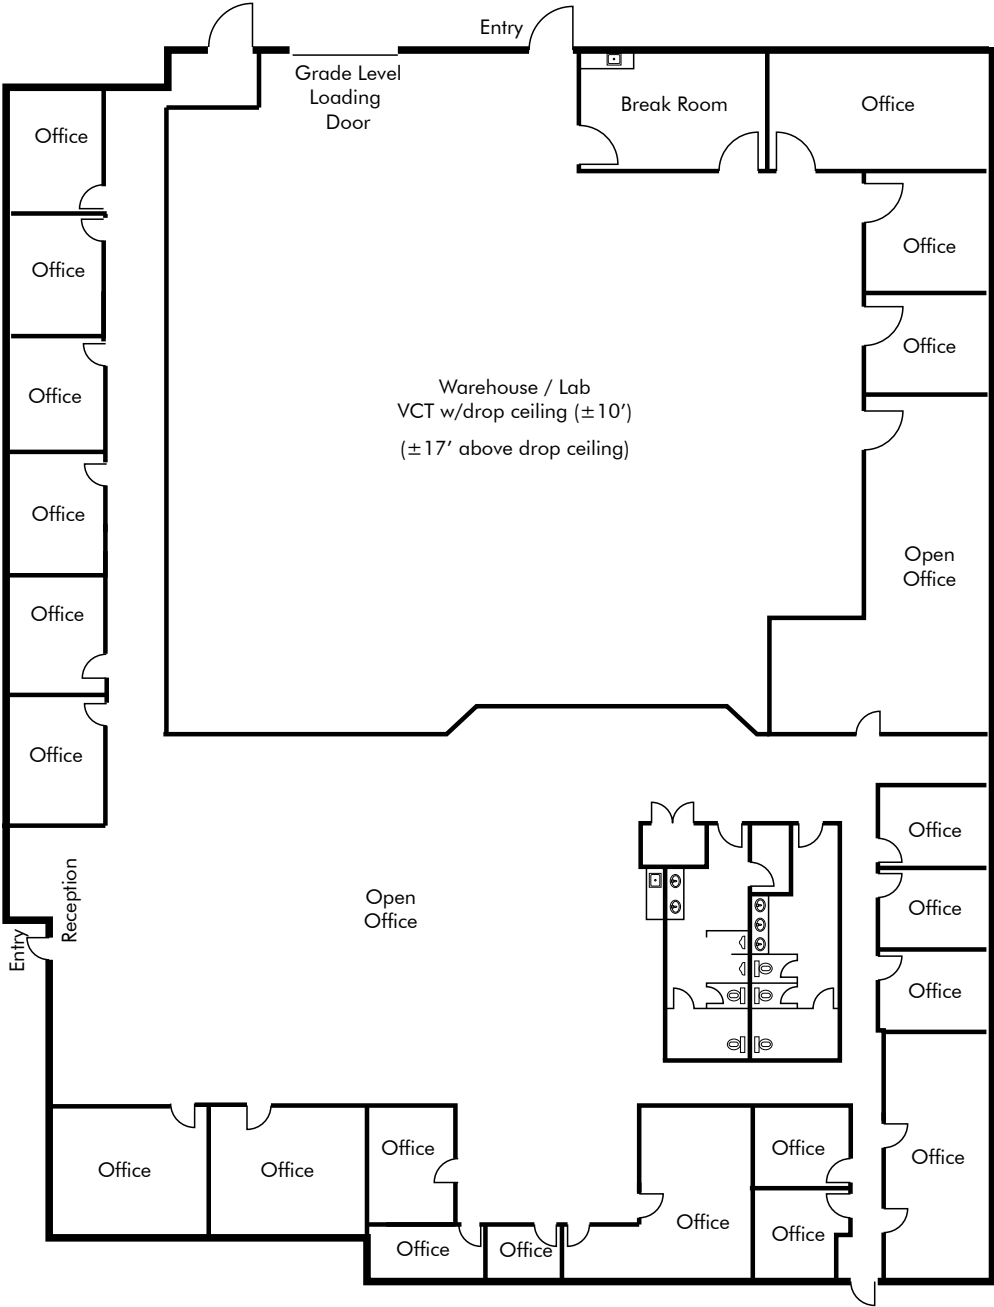 Entry
Grade Level
Loading
Door
Break Room
Office
Office
Office
Office
Office
Warehouse / Lab
VCT w/drop ceiling (±10’)
(±17’ above drop ceiling)
Office
Office
Open
Office
Office
Office
Office
Reception
Entry
Open
Office
Office
Office
Office
Office
Office
Office
Office
Office
Office
Office
Office
Office
Office